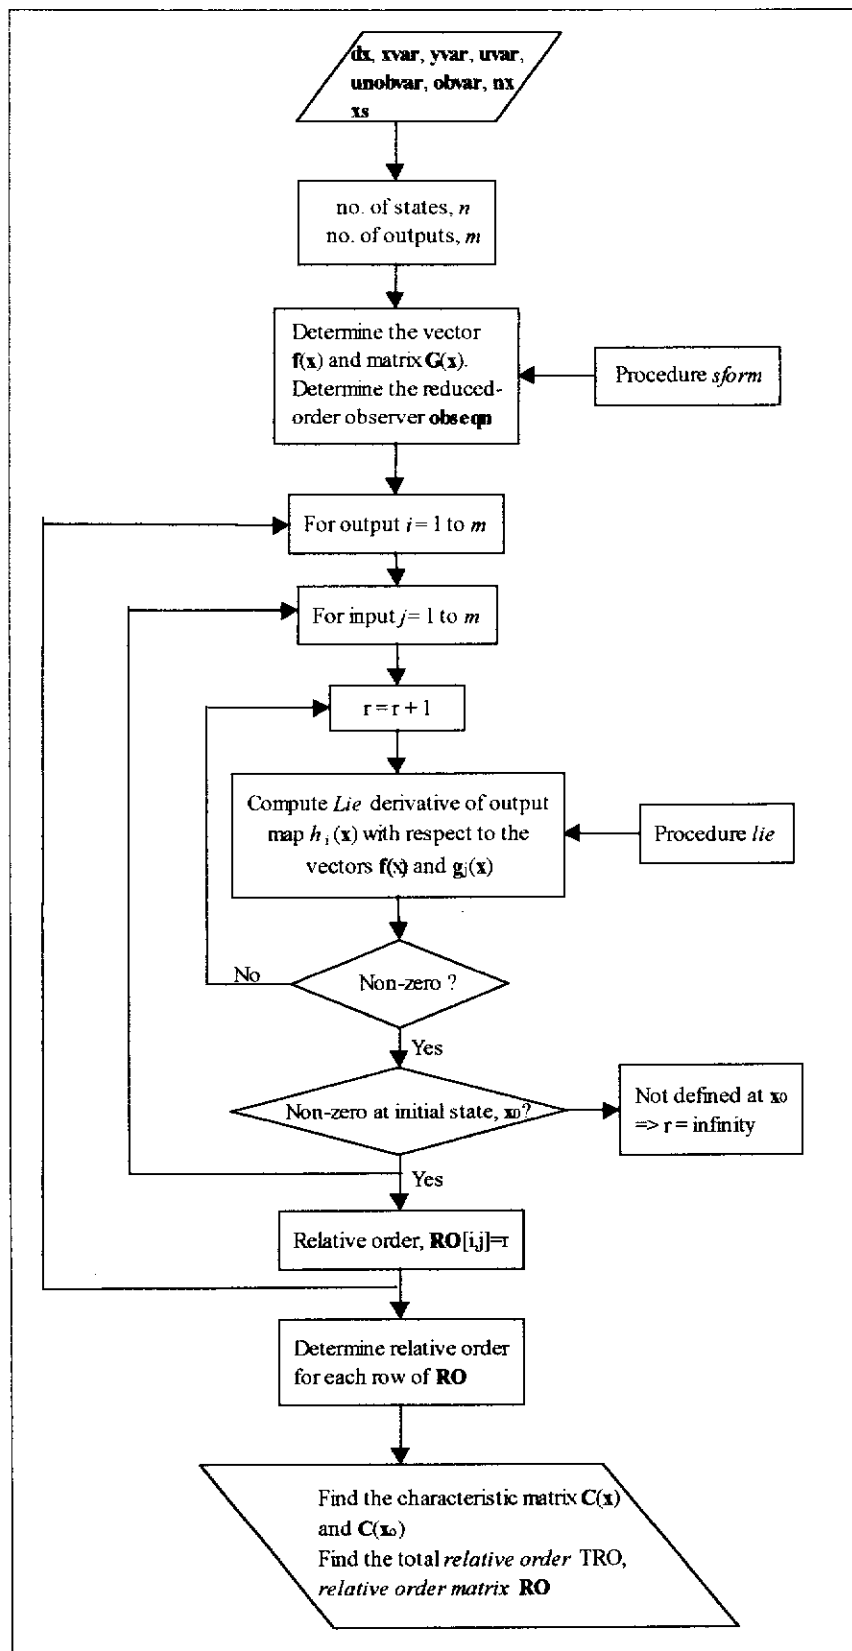 dx, xvar, yvar, uvar,
unobvar, obvar, nx
xs
no. of states, n
no. of outputs, m
Determine the vector
f(x) and matrix G(x).
Determine the reduced-
order observer obseqn
Procedure sform
For output i = 1 to m
For input j = 1 to m
r = r + 1
Compute Lie derivative of output
map h i (x) with respect to the
vectors f(x) and gj(x)
Procedure lie
No
Non-zero ?
Yes
Non-zero at initial state, x0?
Not defined at x0
=> r = infinity
Yes
Relative order, RO[i,j]=r
Determine relative order
for each row of RO
Find the characteristic matrix C(x)
and C(xo)
Find the total relative order TRO,
relative order matrix RO